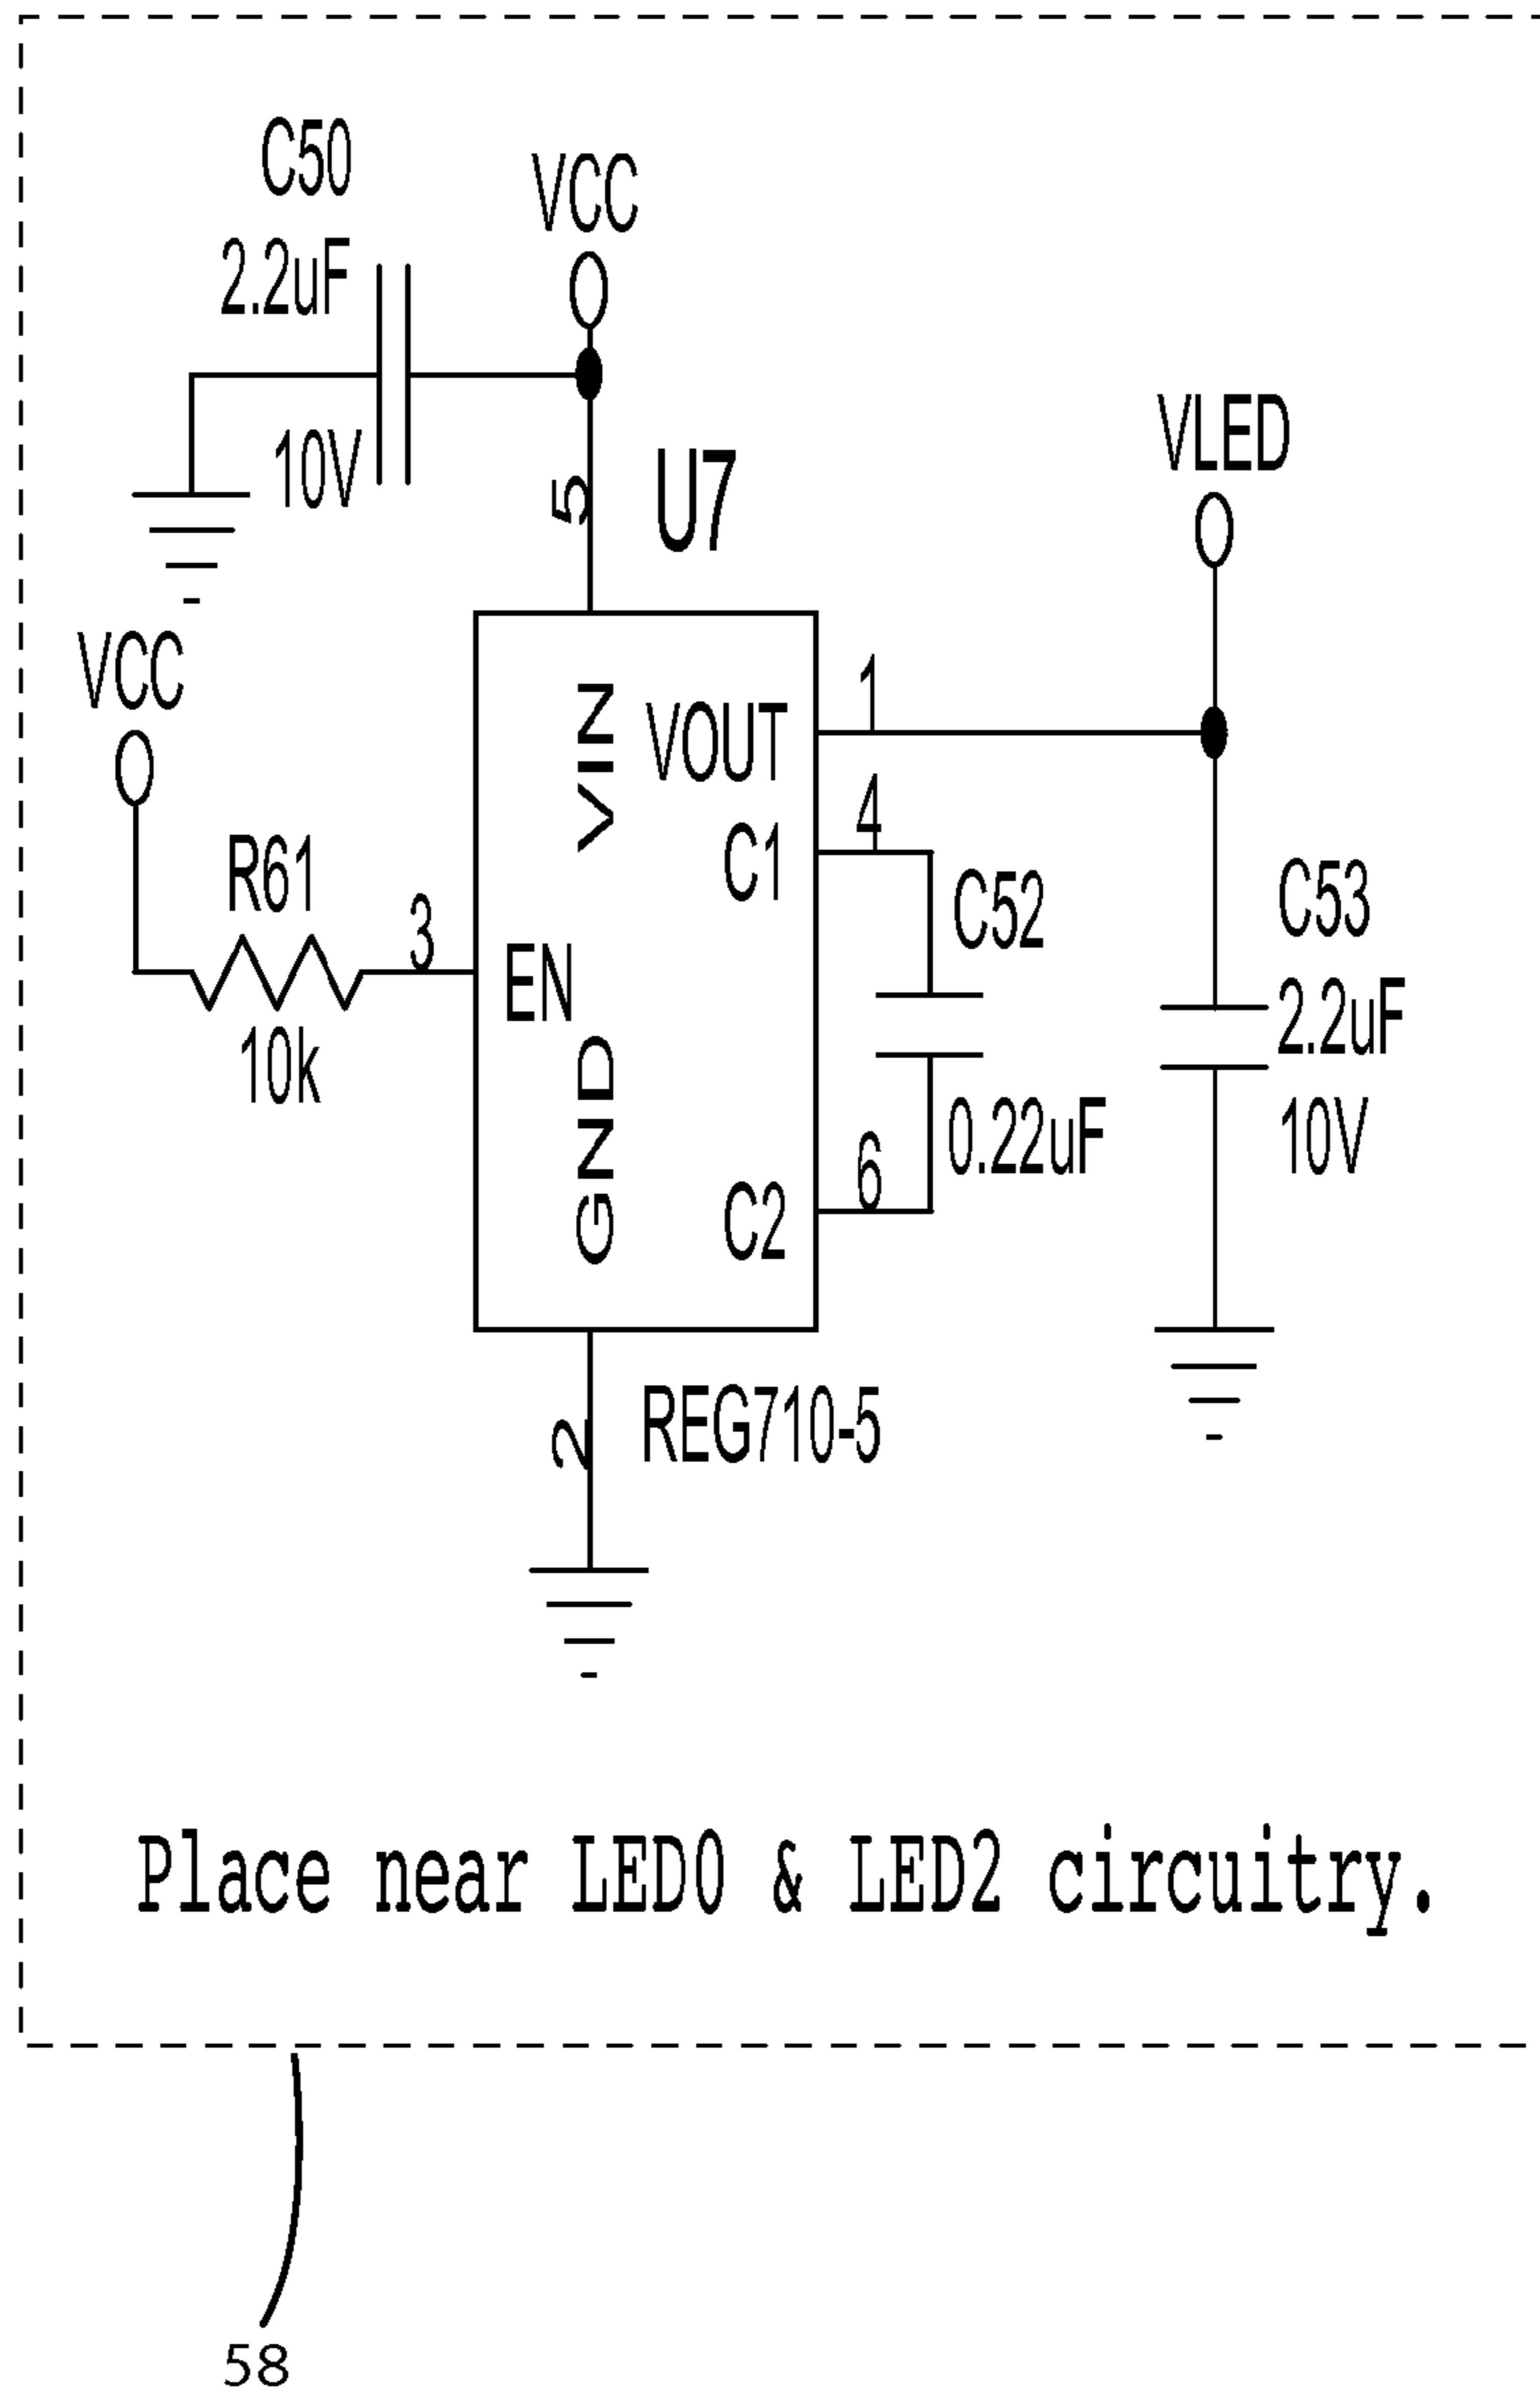 C50
2.2uF
10V
VCC
5
U7
VLED
VCC
R61
10k
3
VIN
VOUT
1
C1
4
EN
GND
C2
6
C52
0.22uF
C53
2.2uF
10V
2
REG710-5
Place near LED0 & LED2 circuitry.
58